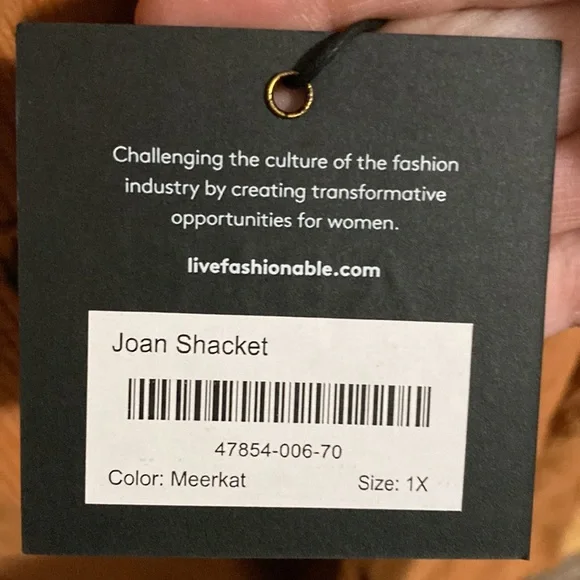 Challenging the culture of the fashion
industry by creating transformative
opportunities for women.
livefashionable.com
Joan Shacket
47854-006-70
Color: Meerkat Size: 1X